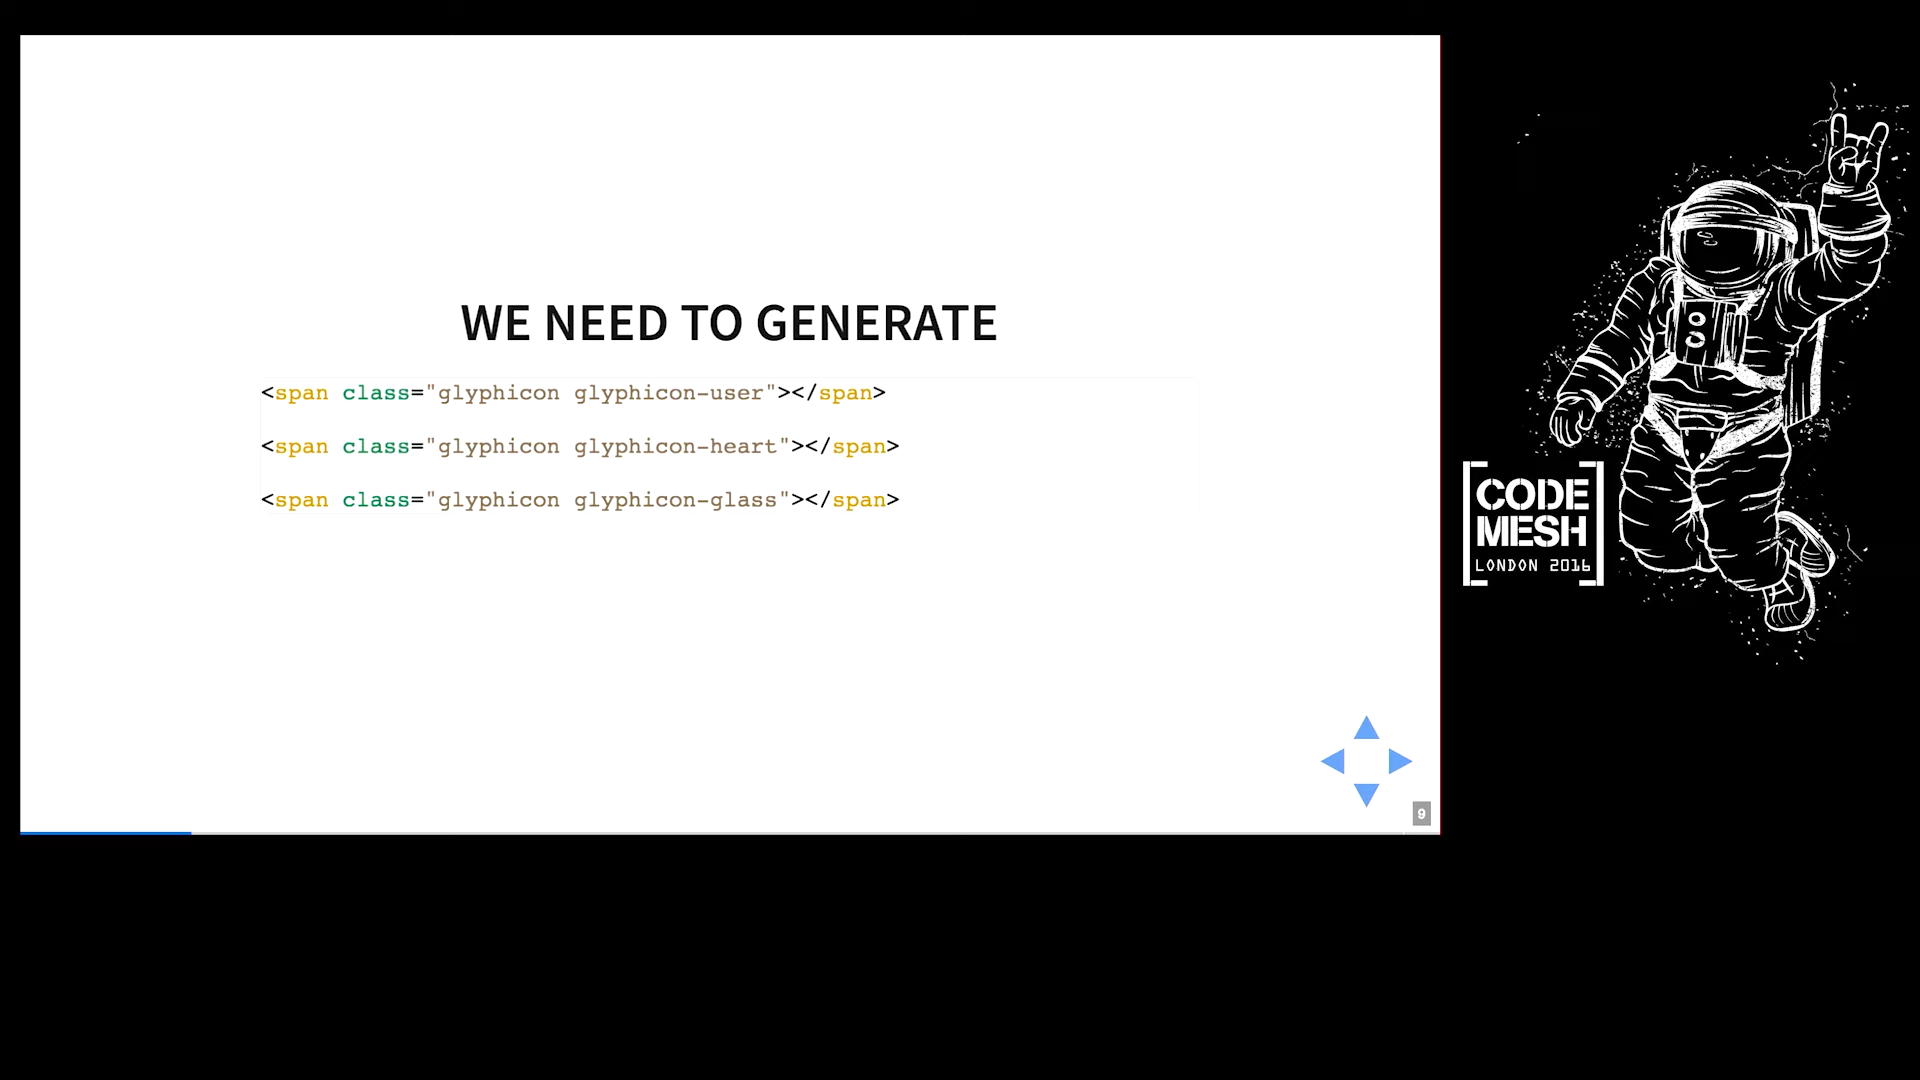 WE NEED TO GENERATE
<span class="glyphicon glyphicon-user"></span>
<span class="glyphicon glyphicon-heart"></span>
<span class="glyphicon glyphicon-glass"></span>
CODE
MESH
LONDON 2016
9